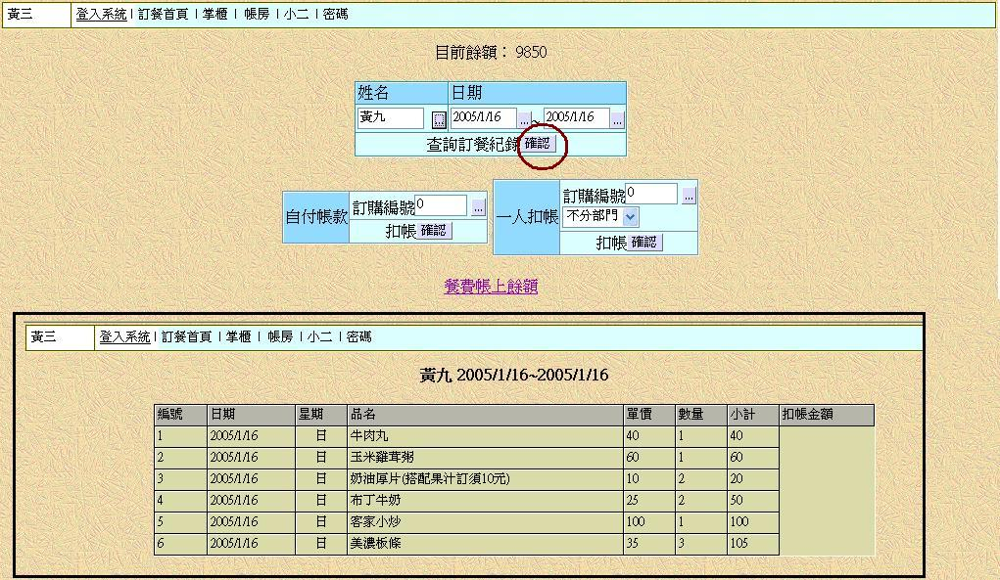 黃三 登入系統 | 訂餐首頁 | 掌櫃 | 帳房 | 小二 | 密碼
目前餘額： 9850
姓名 日期
黃九 ... 2005/1/16 ... ~ 2005/1/16 ...
查詢訂餐紀錄 確認
自付帳款 訂購編號 0 ...
扣帳 確認
一人扣帳 訂購編號 0 ...
不分部門
扣帳 確認
餐費帳上餘額
黃三 登入系統 | 訂餐首頁 | 掌櫃 | 帳房 | 小二 | 密碼
黃九 2005/1/16~2005/1/16
編號 日期 星期 品名 單價 數量 小計 扣帳金額
1 2005/1/16 日 牛肉丸 40 1 40
2 2005/1/16 日 玉米雞茸粥 60 1 60
3 2005/1/16 日 奶油厚片(搭配果汁訂須10元) 10 2 20
4 2005/1/16 日 布丁牛奶 25 2 50
5 2005/1/16 日 客家小炒 100 1 100
6 2005/1/16 日 美濃板條 35 3 105